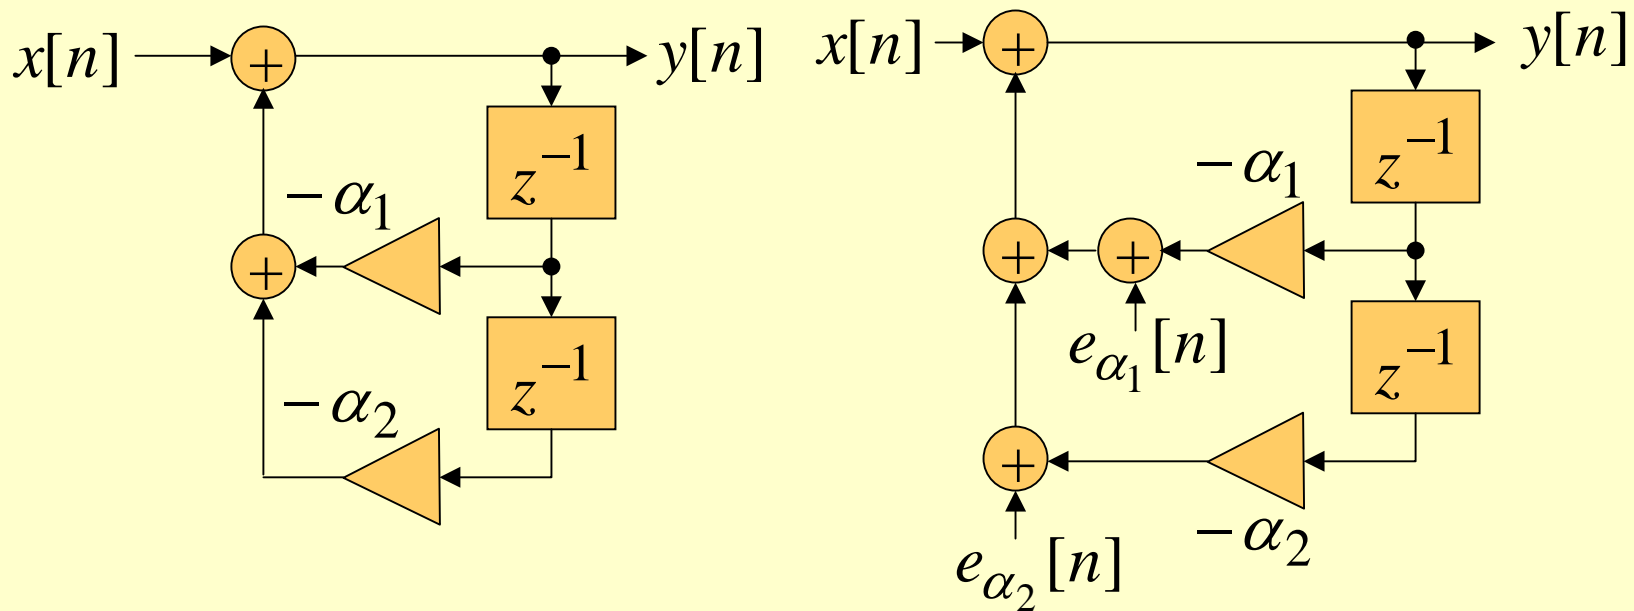 x[n] + y[n]
z⁻¹
−α₁
+
z⁻¹
−α₂
x[n] + y[n]
z⁻¹
−α₁
+ +
e_α₁[n]
z⁻¹
+
−α₂
e_α₂[n]